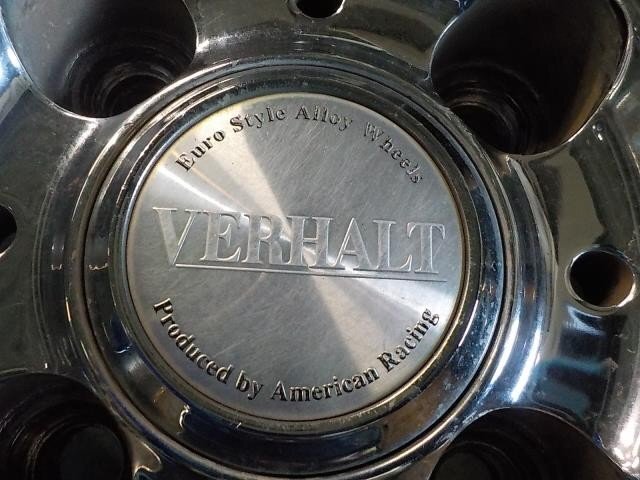 Euro Style Alloy Wheels
VERHALT
Produced by American Racing